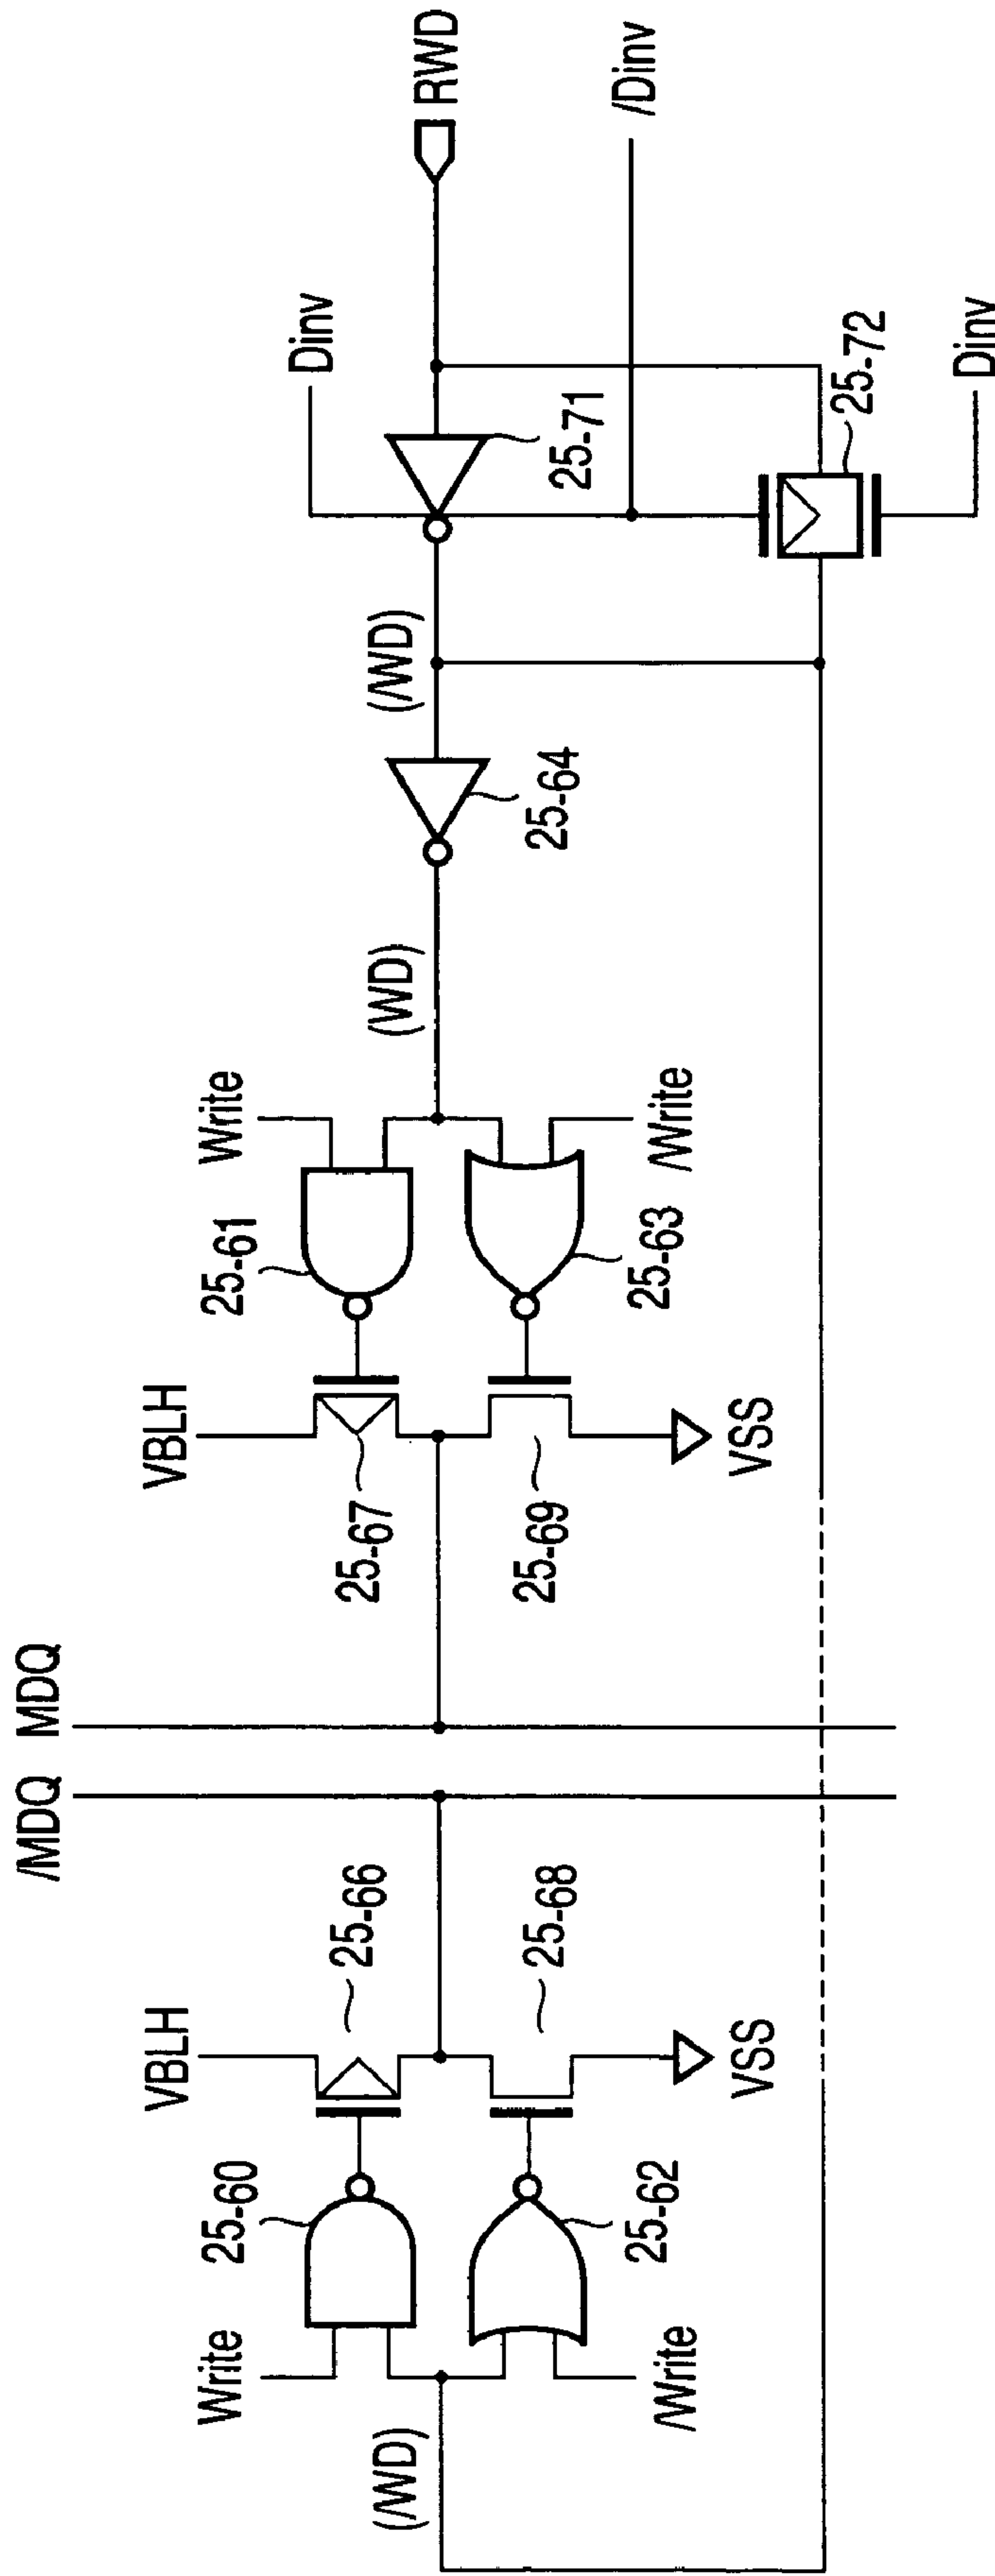 /MDQ
MDQ
VBLH
VBLH
Write
25-60
25-61
Write
Dinv
25-66
25-67
(/WD)
(WD)
(/WD)
RWD
25-68
25-69
25-64
25-71
/Dinv
/Write
25-62
25-63
/Write
VSS
VSS
25-72
Dinv